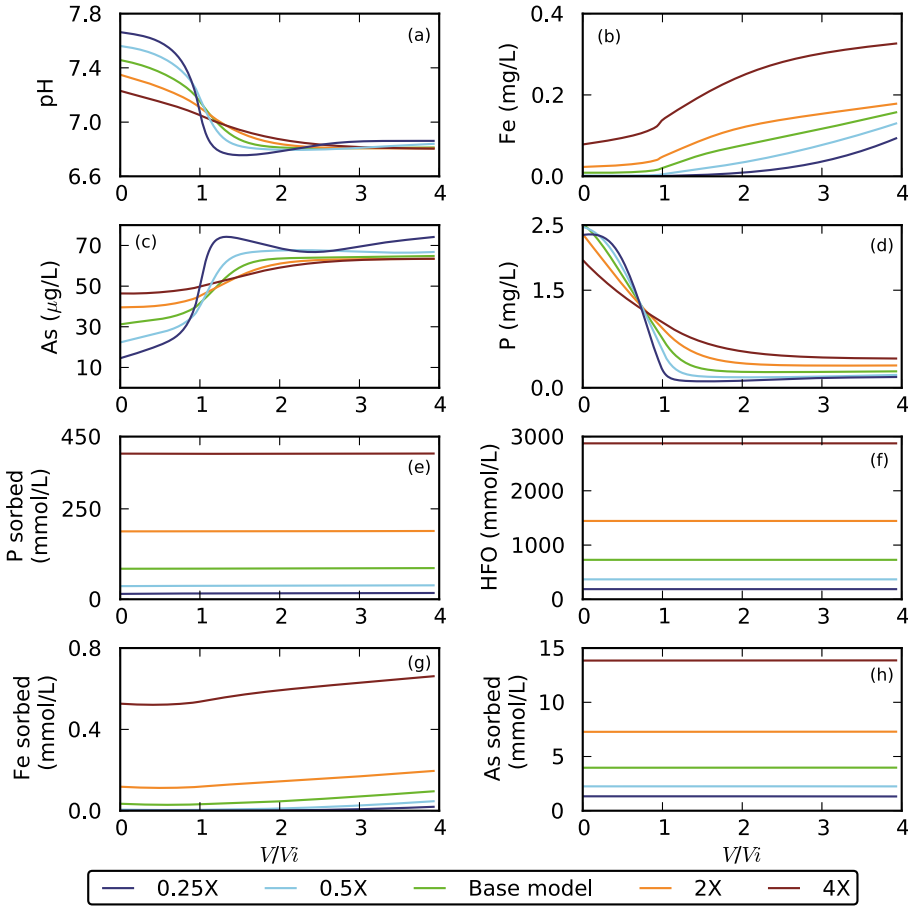 7.8
7.4
7.0
6.6
pH
(a)
0 1 2 3 4
0.4
0.2
0.0
Fe (mg/L)
(b)
0 1 2 3 4
70
50
30
10
As (µg/L)
(c)
0 1 2 3 4
2.5
1.5
0.0
P (mg/L)
(d)
0 1 2 3 4
450
250
0
P sorbed
(mmol/L)
(e)
0 1 2 3 4
3000
2000
1000
0
HFO (mmol/L)
(f)
0 1 2 3 4
0.8
0.4
0.0
Fe sorbed
(mmol/L)
(g)
0 1 2 3 4
V/Vi
15
10
5
0
As sorbed
(mmol/L)
(h)
0 1 2 3 4
V/Vi
0.25X 0.5X Base model 2X 4X